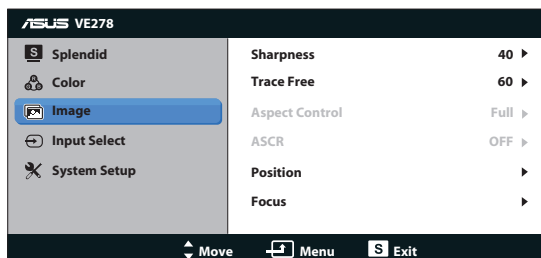 ASUS VE278
S Splendid
Color
Image
Input Select
System Setup
Sharpness 40
Trace Free 60
Aspect Control Full
ASCR OFF
Position
Focus
Move Menu S Exit